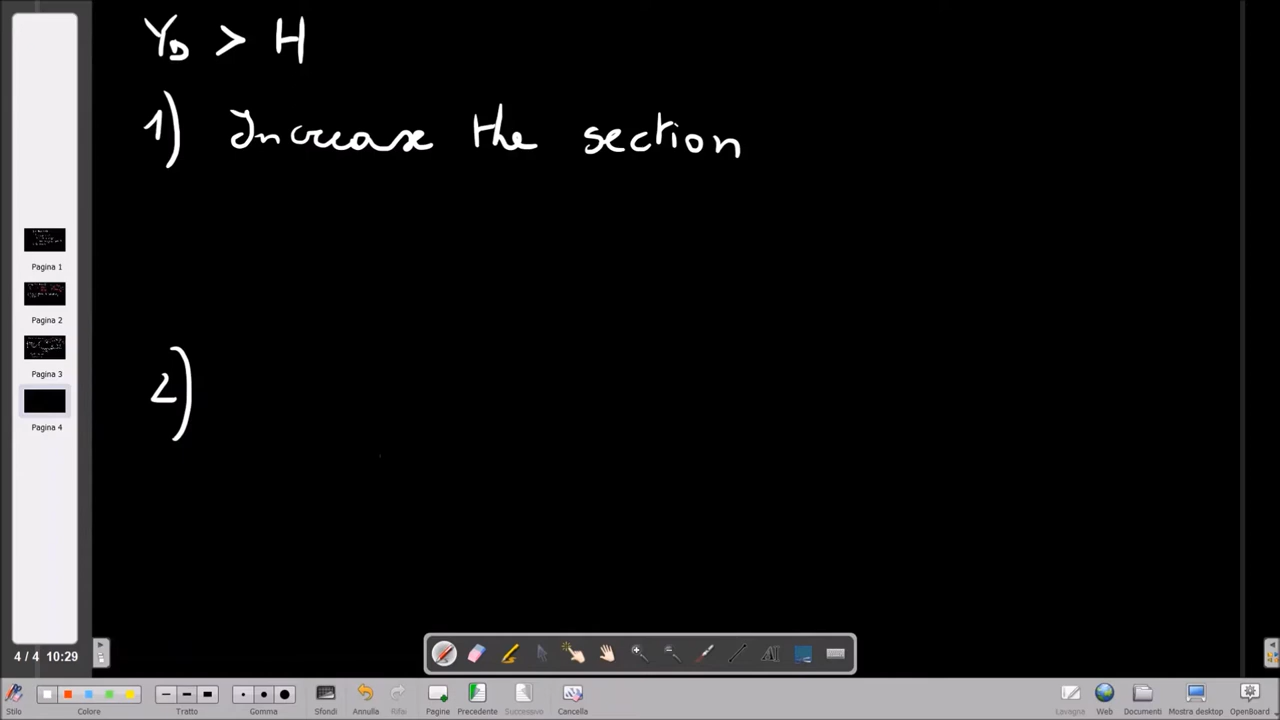 Y_D > H
1) Increase the section
2)
Pagina 1
Pagina 2
Pagina 3
Pagina 4
4 / 4 10:29
Stilo
Colore
Tratto
Gomma
Sfondi
Annulla
Rifai
Pagine
Precedente
Successivo
Cancella
Lavagna
Web
Documenti
Mostra desktop
OpenBoard